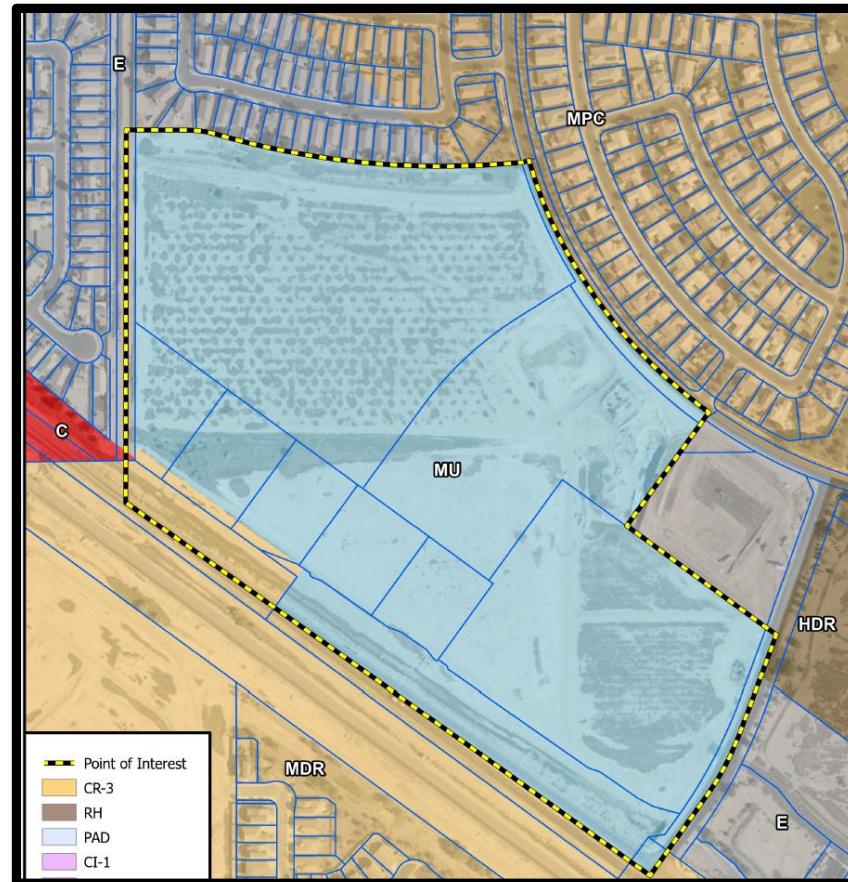 E
MPC
C
MU
HDR
MDR
E
Point of Interest
CR-3
RH
PAD
CI-1